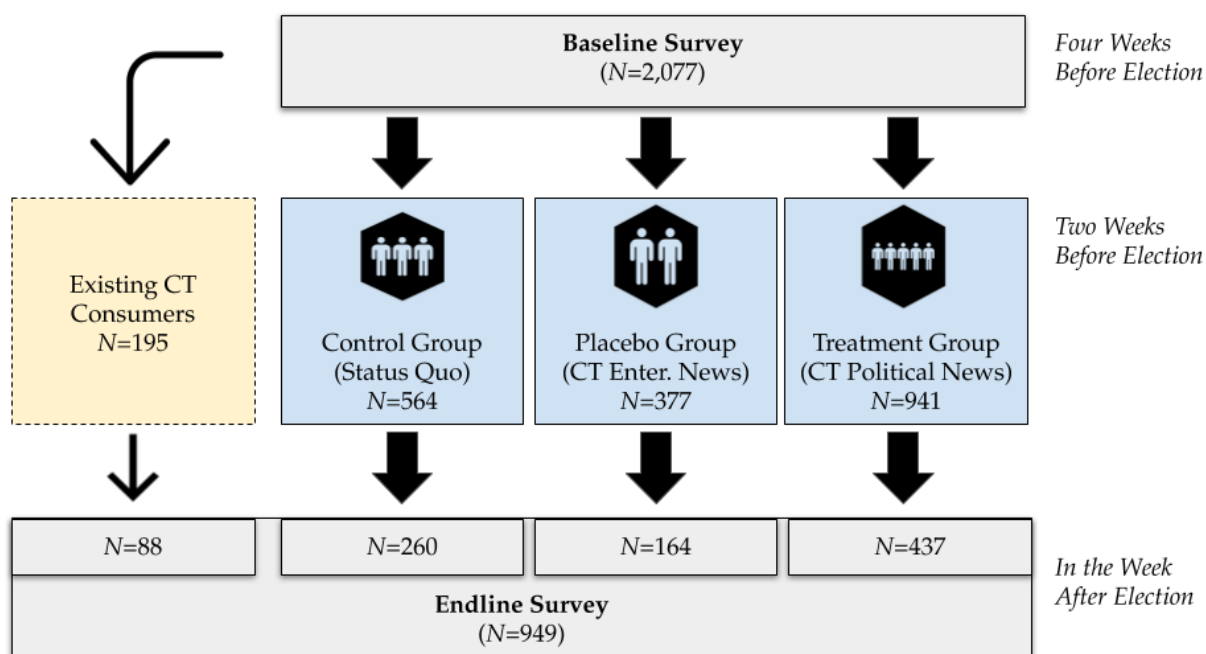 Baseline Survey
(N=2,077)
Four Weeks
Before Election
Existing CT
Consumers
N=195
Control Group
(Status Quo)
N=564
Placebo Group
(CT Enter. News)
N=377
Treatment Group
(CT Political News)
N=941
Two Weeks
Before Election
N=88
N=260
N=164
N=437
Endline Survey
(N=949)
In the Week
After Election